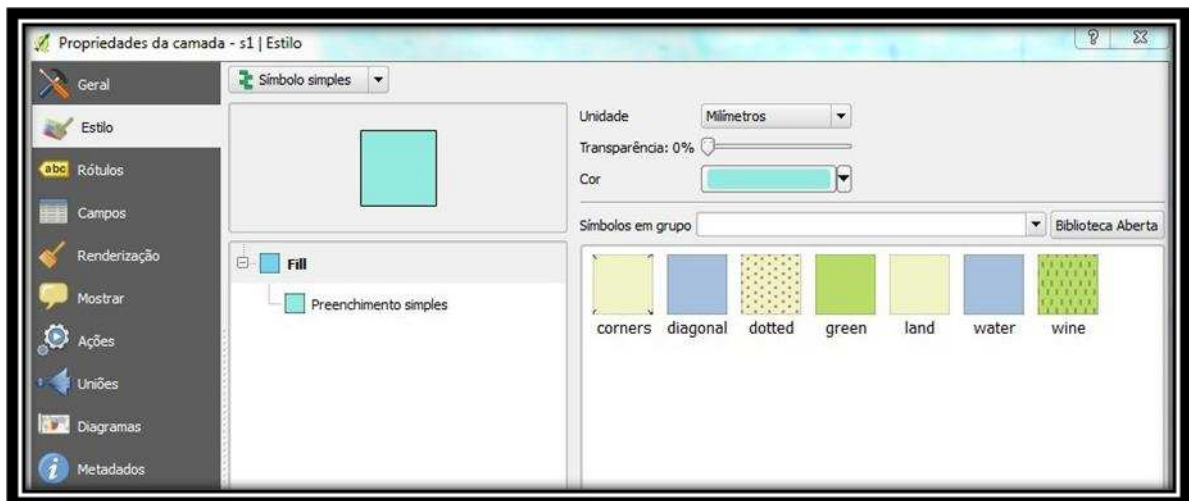 Propriedades da camada - s1 | Estilo
Geral
Estilo
abc Rótulos
Campos
Renderização
Mostrar
Ações
Uniões
Diagramas
Metadados
Símbolo simples
Fill
Preenchimento simples
Unidade Milímetros
Transparência: 0%
Cor
Símbolos em grupo Biblioteca Aberta
corners diagonal dotted green land water wine